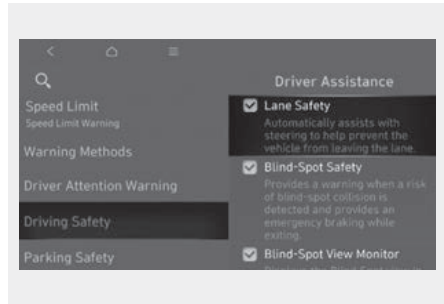 Driver Assistance
Speed Limit
Speed Limit Warning
Warning Methods
Driver Attention Warning
Driving Safety
Parking Safety
Lane Safety
Automatically assists with
steering to help prevent the
vehicle from leaving the lane.
Blind-Spot Safety
Provides a warning when a risk
of blind-spot collision is
detected and provides an
emergency braking while
exiting.
Blind-Spot View Monitor